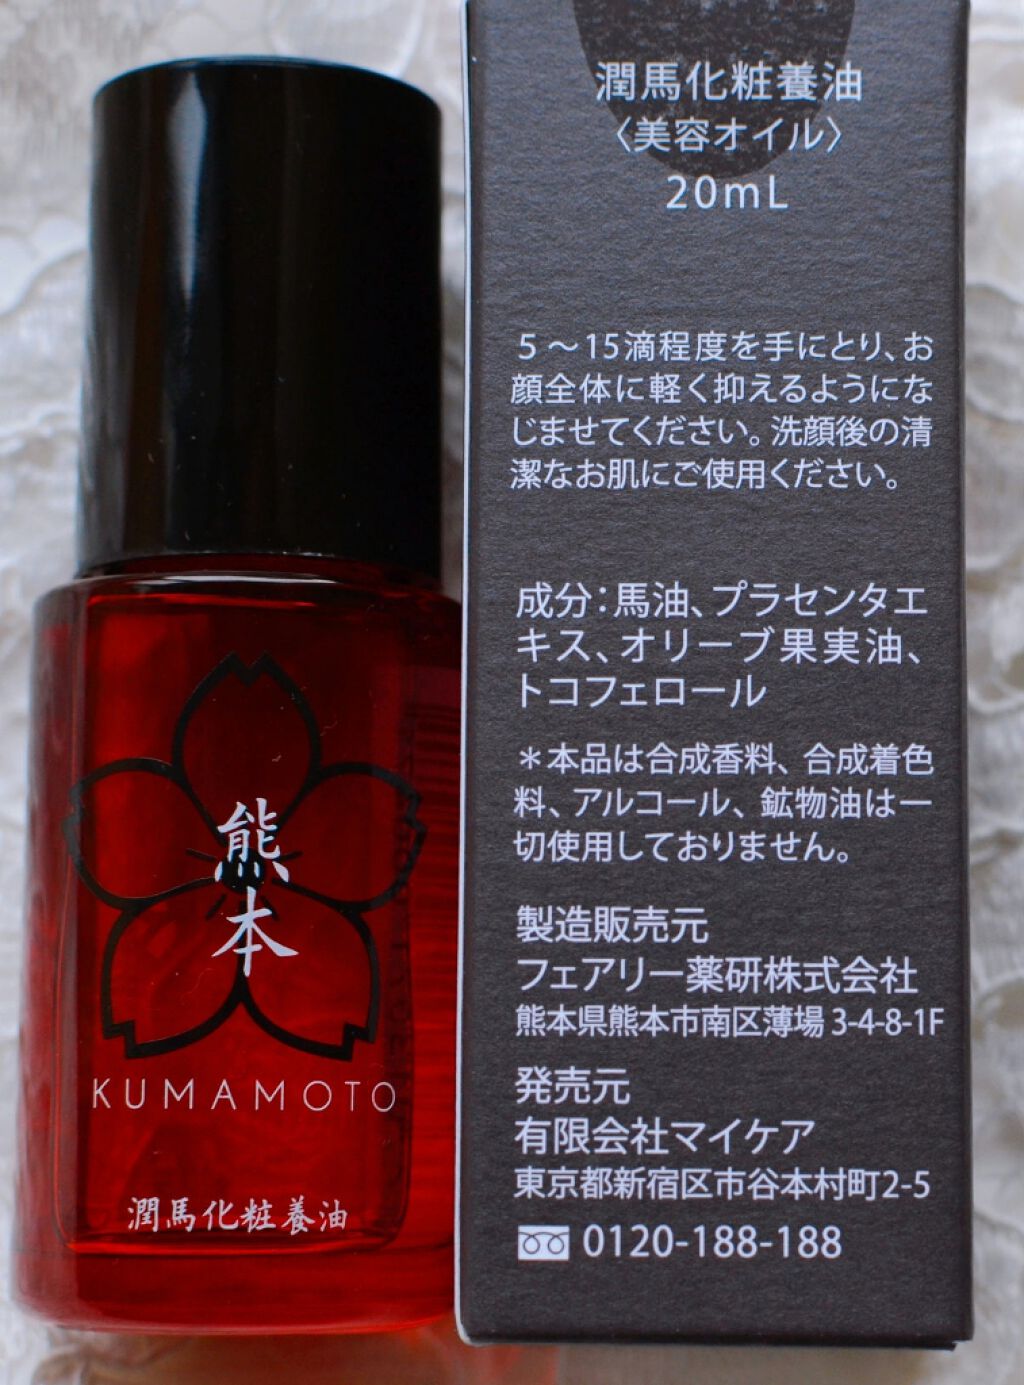 熊本
KUMAMOTO
潤馬化粧養油
潤馬化粧養油
〈美容オイル〉
20mL
5〜15滴程度を手にとり、お
顔全体に軽く抑えるようにな
じませてください。洗顔後の清
潔なお肌にご使用ください。
成分：馬油、プラセンタエ
キス、オリーブ果実油、
トコフェロール
＊本品は合成香料、合成着色
料、アルコール、鉱物油は一
切使用しておりません。
製造販売元
フェアリー薬研株式会社
熊本県熊本市南区薄場3-4-8-1F
発売元
有限会社マイケア
東京都新宿区市谷本村町2-5
0120-188-188